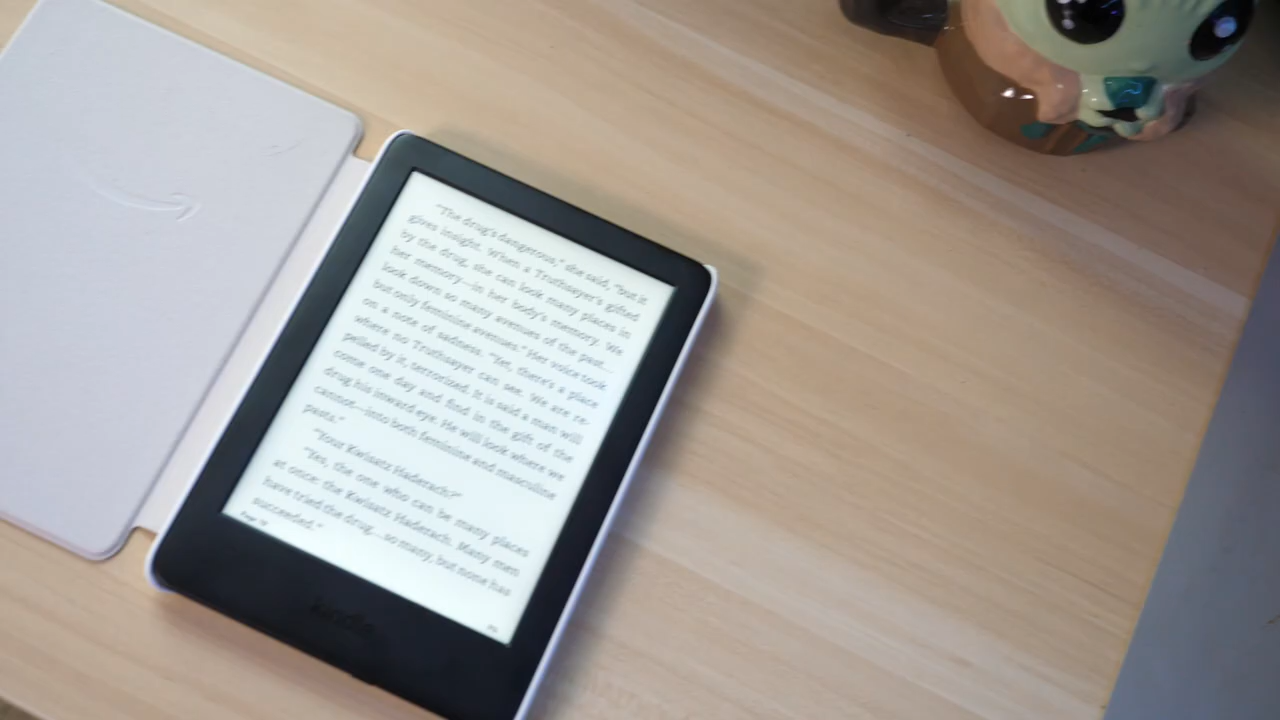 "The drug's dangerous," she said, "but it
gives insight. When a Truthsayer's gifted
by the drug, she can look many places in
her memory—in her body's memory. We
look down so many avenues of the past...
but only feminine avenues." Her voice took
on a note of sadness. "Yet, there's a place
where no Truthsayer can see. We are re-
pelled by it, terrorized. It is said a man will
come one day and find in the gift of the
drug his inward eye. He will look where we
cannot—into both feminine and masculine
pasts."
"Your Kwisatz Haderach?"
"Yes, the one who can be many places
at once: the Kwisatz Haderach. Many men
have tried the drug...so many, but none has
succeeded."
Page
kindle